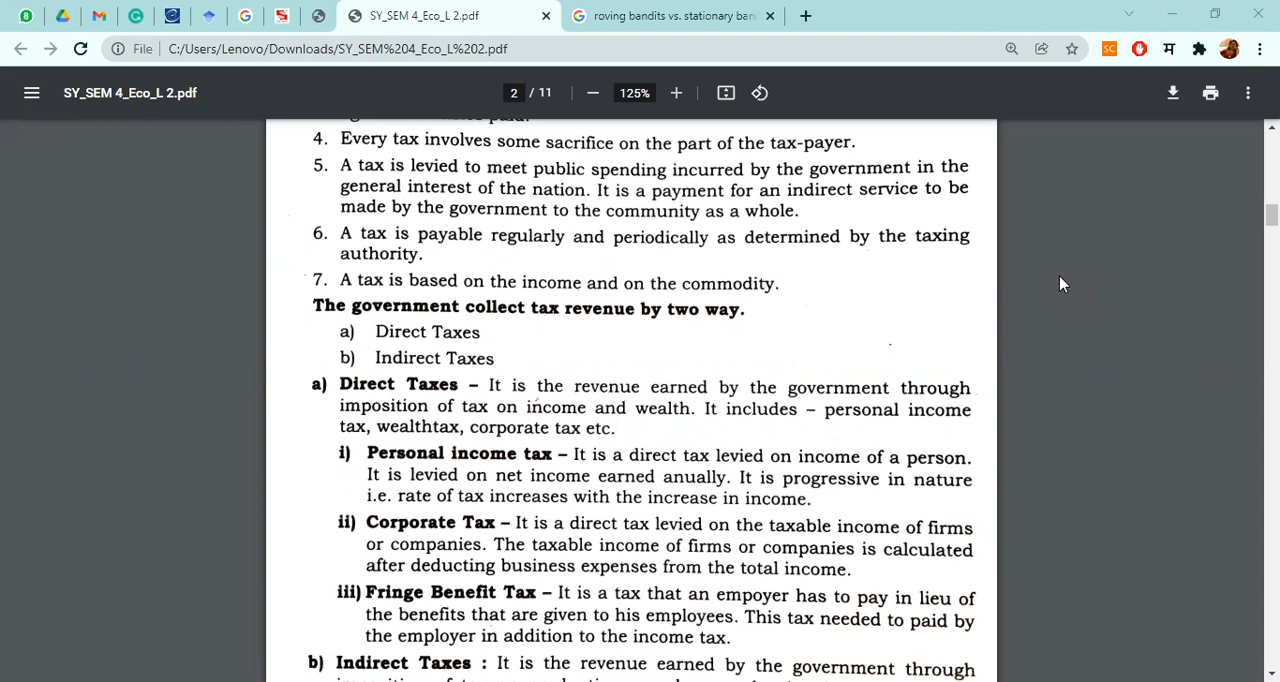 SY_SEM 4_Eco_L 2.pdf
roving bandits vs. stationary ban
File
C:/Users/Lenovo/Downloads/SY_SEM%204_Eco_L%202.pdf
SC
म
SY_SEM 4_Eco_L 2.pdf
2 / 11
125%
4. Every tax involves some sacrifice on the part of the tax-payer.
5. A tax is levied to meet public spending incurred by the government in the
general interest of the nation. It is a payment for an indirect service to be
made by the government to the community as a whole.
6. A tax is payable regularly and periodically as determined by the taxing
authority.
7. A tax is based on the income and on the commodity.
The government collect tax revenue by two way.
a) Direct Taxes
b) Indirect Taxes
a) Direct Taxes – It is the revenue earned by the government through
imposition of tax on income and wealth. It includes – personal income
tax, wealthtax, corporate tax etc.
i) Personal income tax – It is a direct tax levied on income of a person.
It is levied on net income earned anually. It is progressive in nature
i.e. rate of tax increases with the increase in income.
ii) Corporate Tax – It is a direct tax levied on the taxable income of firms
or companies. The taxable income of firms or companies is calculated
after deducting business expenses from the total income.
iii) Fringe Benefit Tax – It is a tax that an empoyer has to pay in lieu of
the benefits that are given to his employees. This tax needed to paid by
the employer in addition to the income tax.
b) Indirect Taxes : It is the revenue earned by the government through